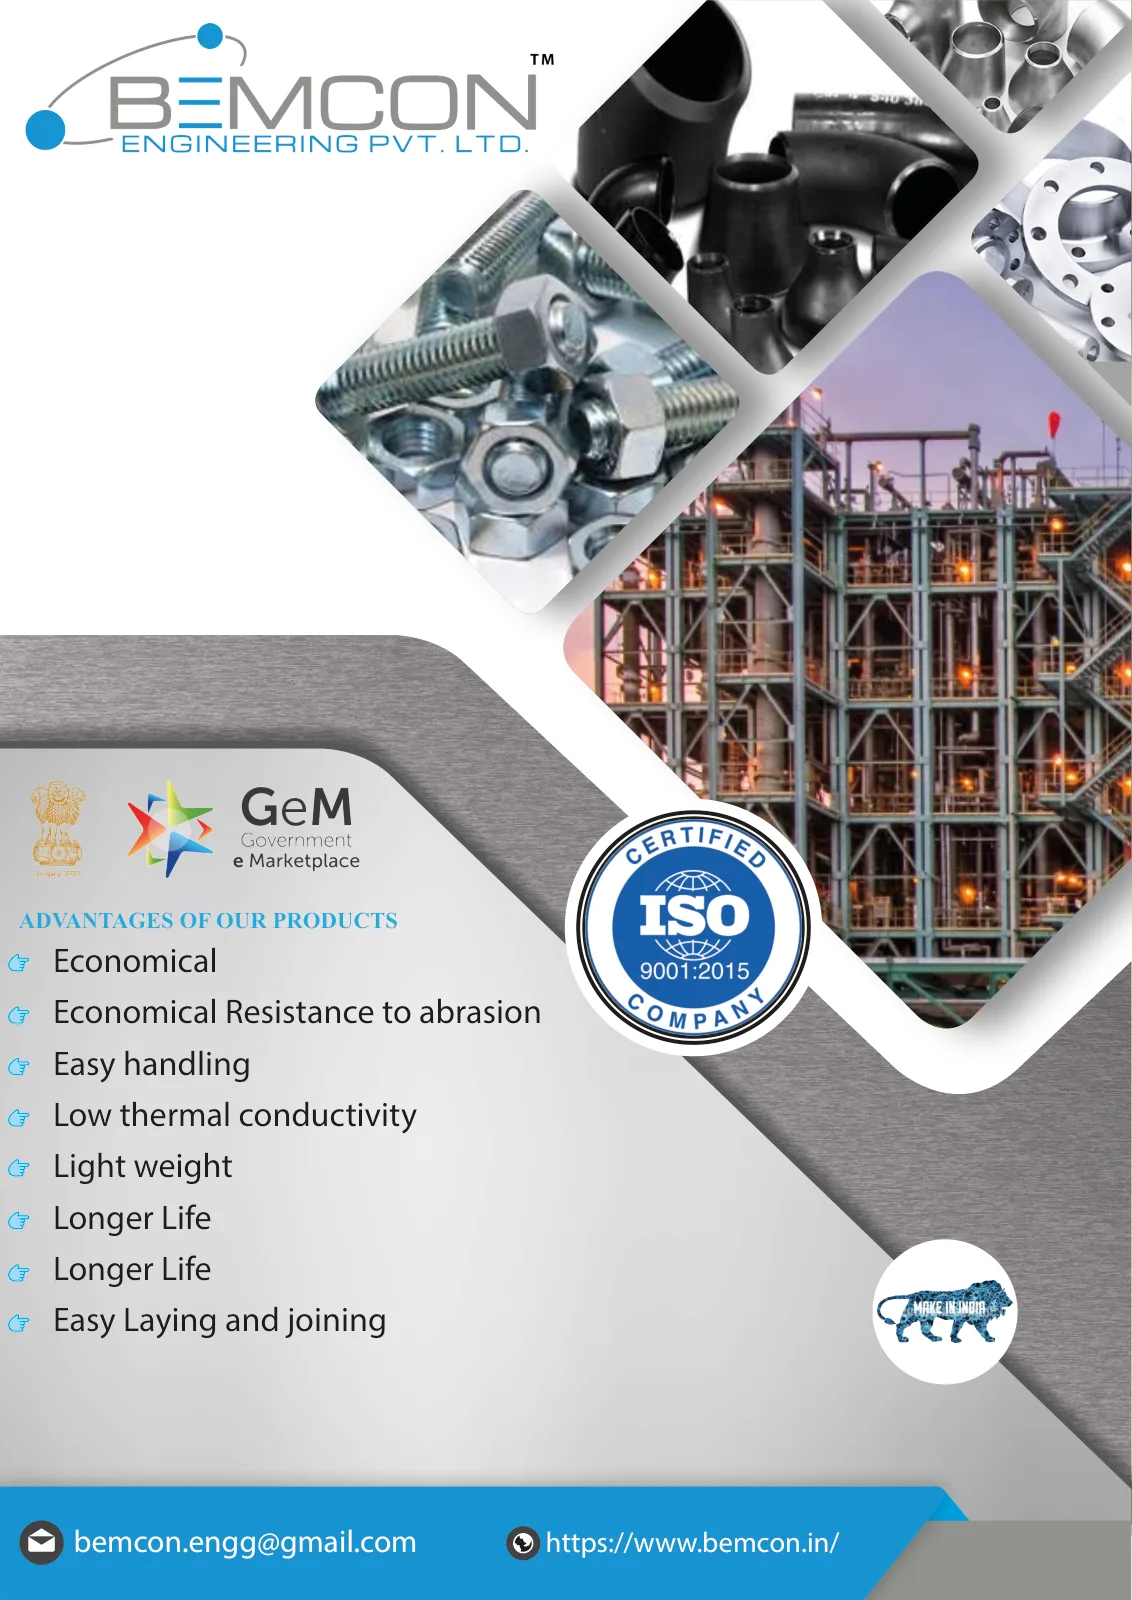 BEMCON
TM
ENGINEERING PVT. LTD.
GeM
Government
e Marketplace
ADVANTAGES OF OUR PRODUCTS
Economical
Economical Resistance to abrasion
Easy handling
Low thermal conductivity
Light weight
Longer Life
Longer Life
Easy Laying and joining
CERTIFIED
ISO
9001:2015
COMPANY
MAKE IN INDIA
bemcon.engg@gmail.com
https://www.bemcon.in/